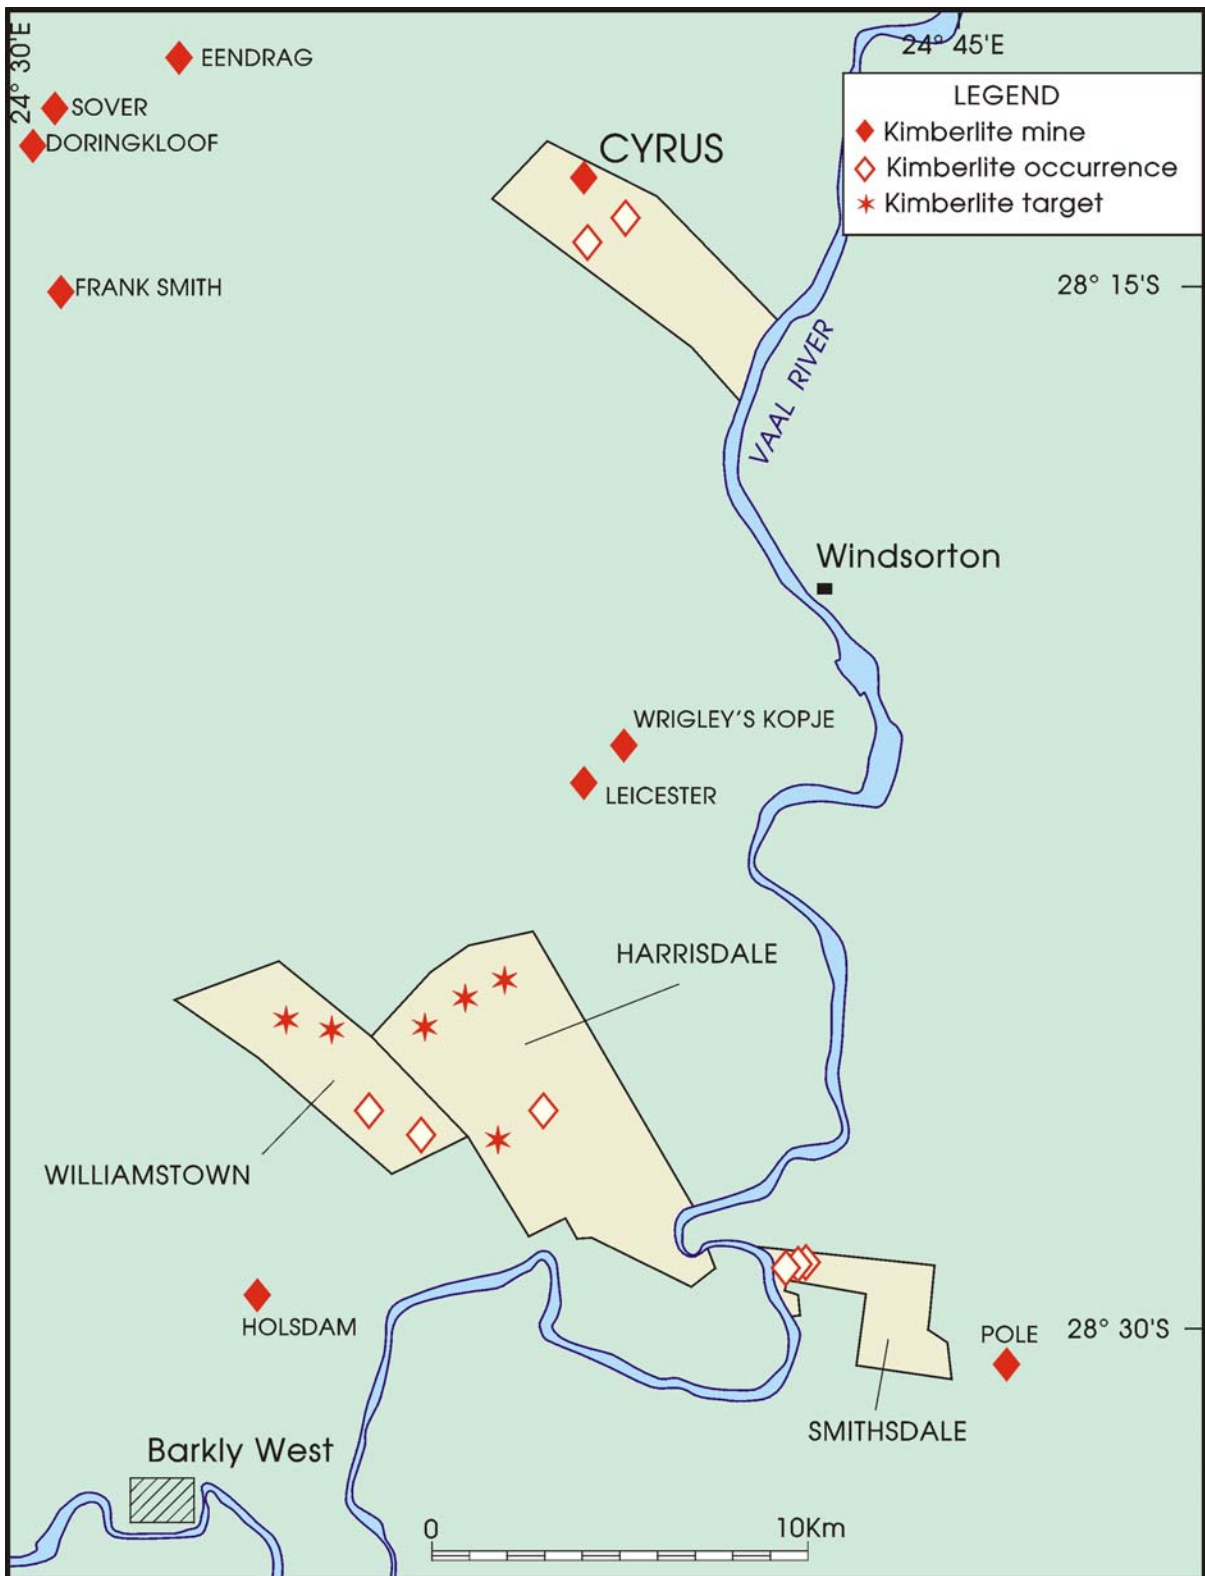 24° 30'E
24° 45'E
EENDRAG
SOVER
DORINGKLOOF
LEGEND
Kimberlite mine
Kimberlite occurrence
Kimberlite target
CYRUS
FRANK SMITH
28° 15'S
VAAL RIVER
Windsorton
WRIGLEY'S KOPJE
LEICESTER
HARRISDALE
WILLIAMSTOWN
HOLSDAM
28° 30'S
POLE
SMITHSDALE
Barkly West
0 10Km